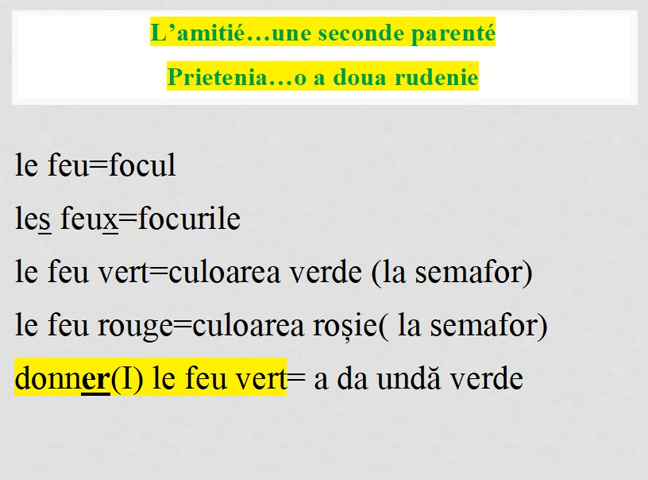 L’amitié…une seconde parenté
Prietenia…o a doua rudenie
le feu=focul
les feux=focurile
le feu vert=culoarea verde (la semafor)
le feu rouge=culoarea roșie( la semafor)
donner(I) le feu vert= a da undă verde